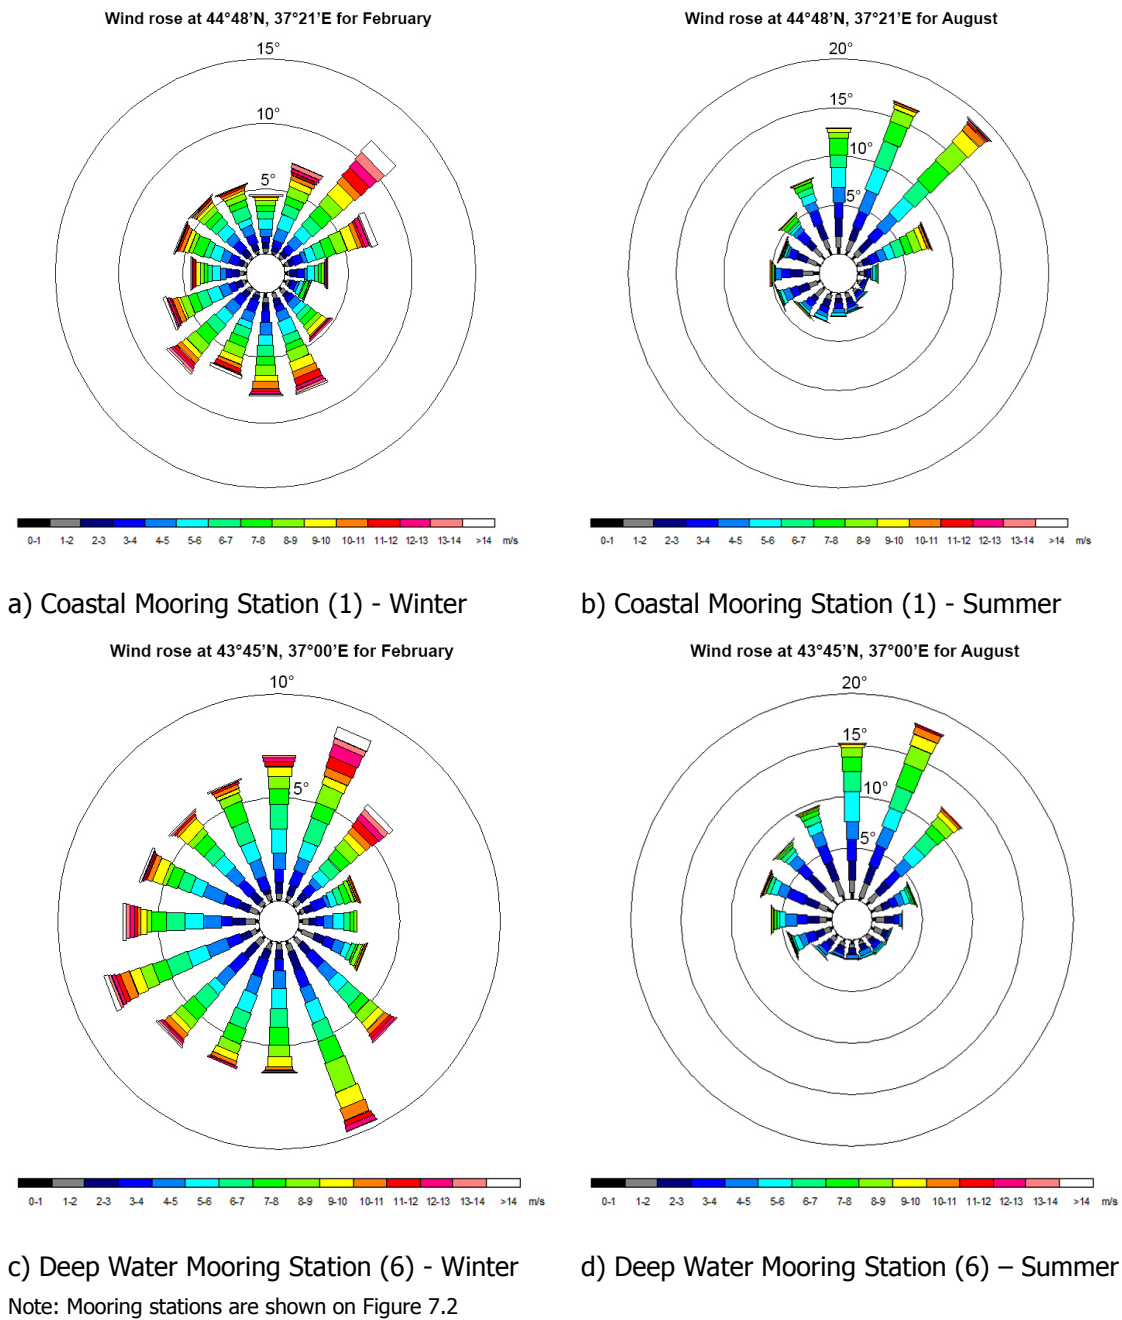 Wind rose at 44°48'N, 37°21'E for February
15°
10°
5°
0-1 1-2 2-3 3-4 4-5 5-6 6-7 7-8 8-9 9-10 10-11 11-12 12-13 13-14 >14 m/s
a) Coastal Mooring Station (1) - Winter
Wind rose at 44°48'N, 37°21'E for August
20°
15°
10°
5°
0-1 1-2 2-3 3-4 4-5 5-6 6-7 7-8 8-9 9-10 10-11 11-12 12-13 13-14 >14 m/s
b) Coastal Mooring Station (1) - Summer
Wind rose at 43°45'N, 37°00'E for February
10°
5°
0-1 1-2 2-3 3-4 4-5 5-6 6-7 7-8 8-9 9-10 10-11 11-12 12-13 13-14 >14 m/s
c) Deep Water Mooring Station (6) - Winter
Wind rose at 43°45'N, 37°00'E for August
20°
15°
10°
5°
0-1 1-2 2-3 3-4 4-5 5-6 6-7 7-8 8-9 9-10 10-11 11-12 12-13 13-14 >14 m/s
d) Deep Water Mooring Station (6) – Summer
Note: Mooring stations are shown on Figure 7.2